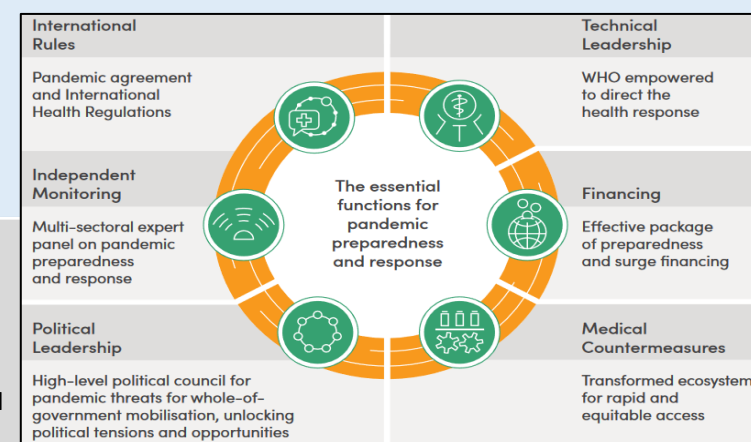 International
Rules
Pandemic agreement
and International
Health Regulations
Technical
Leadership
WHO empowered
to direct the
health response
Independent
Monitoring
Multi-sectoral expert
panel on pandemic
preparedness
and response
The essential
functions for
pandemic
preparedness
and response
Financing
Effective package
of preparedness
and surge financing
Political
Leadership
High-level political council for
pandemic threats for whole-of-
government mobilisation, unlocking
political tensions and opportunities
Medical
Countermeasures
Transformed ecosystem
for rapid and
equitable access